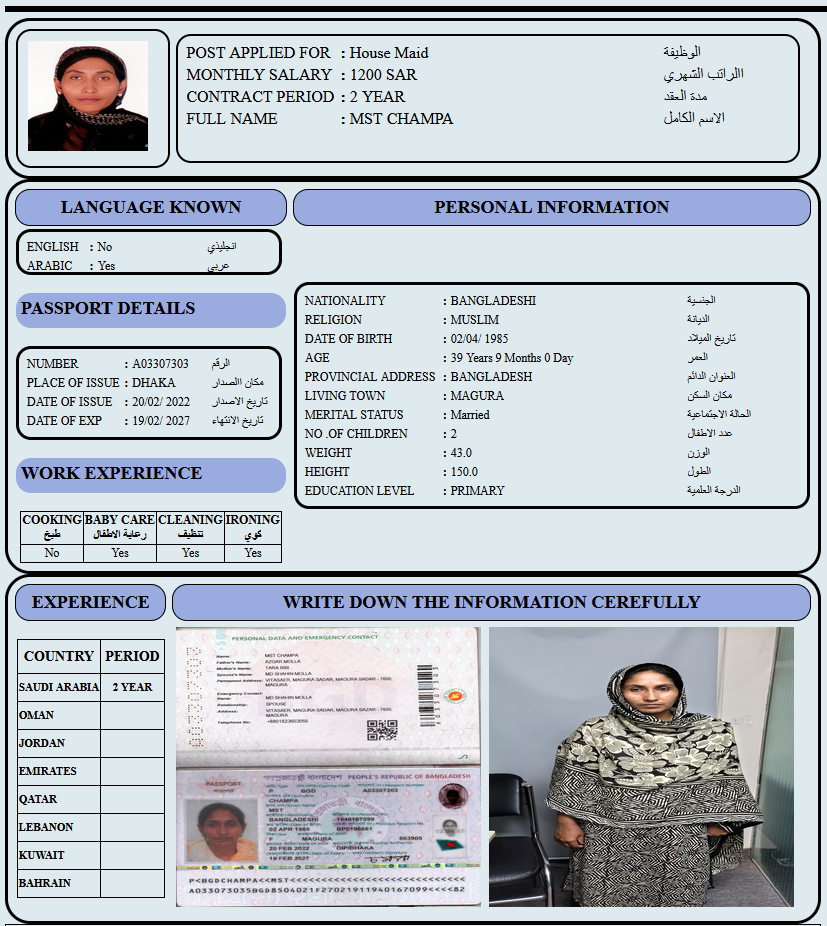 POST APPLIED FOR : House Maid الوظيفة
MONTHLY SALARY : 1200 SAR االراتب الشهري
CONTRACT PERIOD : 2 YEAR مدة العقد
FULL NAME : MST CHAMPA الاسم الكامل
LANGUAGE KNOWN
ENGLISH : No انجليذي
ARABIC : Yes عربي
PASSPORT DETAILS
NUMBER : A03307303 الرقم
PLACE OF ISSUE : DHAKA مكان االصدار
DATE OF ISSUE : 20/02/ 2022 تاريخ الاصدار
DATE OF EXP : 19/02/ 2027 تاريخ الانتهاء
WORK EXPERIENCE
COOKING BABY CARE CLEANING IRONING
طبخ رعاية الاطفال تنظيف كوي
No Yes Yes Yes
PERSONAL INFORMATION
NATIONALITY : BANGLADESHI الجنسية
RELIGION : MUSLIM الديانة
DATE OF BIRTH : 02/04/ 1985 تاريخ الميلاد
AGE : 39 Years 9 Months 0 Day العمر
PROVINCIAL ADDRESS : BANGLADESH العنوان الدائم
LIVING TOWN : MAGURA مكان السكن
MERITAL STATUS : Married الحالة الاجتماعية
NO .OF CHILDREN : 2 عدد الاطفال
WEIGHT : 43.0 الوزن
HEIGHT : 150.0 الطول
EDUCATION LEVEL : PRIMARY الدرجة العلمية
EXPERIENCE
COUNTRY PERIOD
SAUDI ARABIA 2 YEAR
OMAN
JORDAN
EMIRATES
QATAR
LEBANON
KUWAIT
BAHRAIN
WRITE DOWN THE INFORMATION CEREFULLY
PERSONAL DATA AND EMERGENCY CONTACT
Name: MST CHAMPA
Father's Name: AZGAR MOLLA
Mother's Name: TARA BIBI
Spouse's Name: MD SHAHIN MOLLA
Permanent Address: VITASAER, MAGURA SADAR, MAGURA SADAR - 7600,
MAGURA
Emergency Contact:
Name: MD SHAHIN MOLLA
Relationship: SPOUSE
Address: VITASAER, MAGURA SADAR, MAGURA SADAR - 7600,
MAGURA
Telephone No: +8801823603055
গণপ্রজাতন্ত্রী বাংলাদেশ PEOPLE'S REPUBLIC OF BANGLADESH
PASSPORT
P BGD A03307303
CHAMPA
MST
BANGLADESHI 1940167099
02 APR 1985
F MAGURA
20 FEB 2022 DIP/DHAKA
19 FEB 2027
P<BGDCHAMPA<<MST<<<<<<<<<<<<<<<<<<<<<<<<<<<<
A033073035BGD8504021F27021911940167099<<<<82